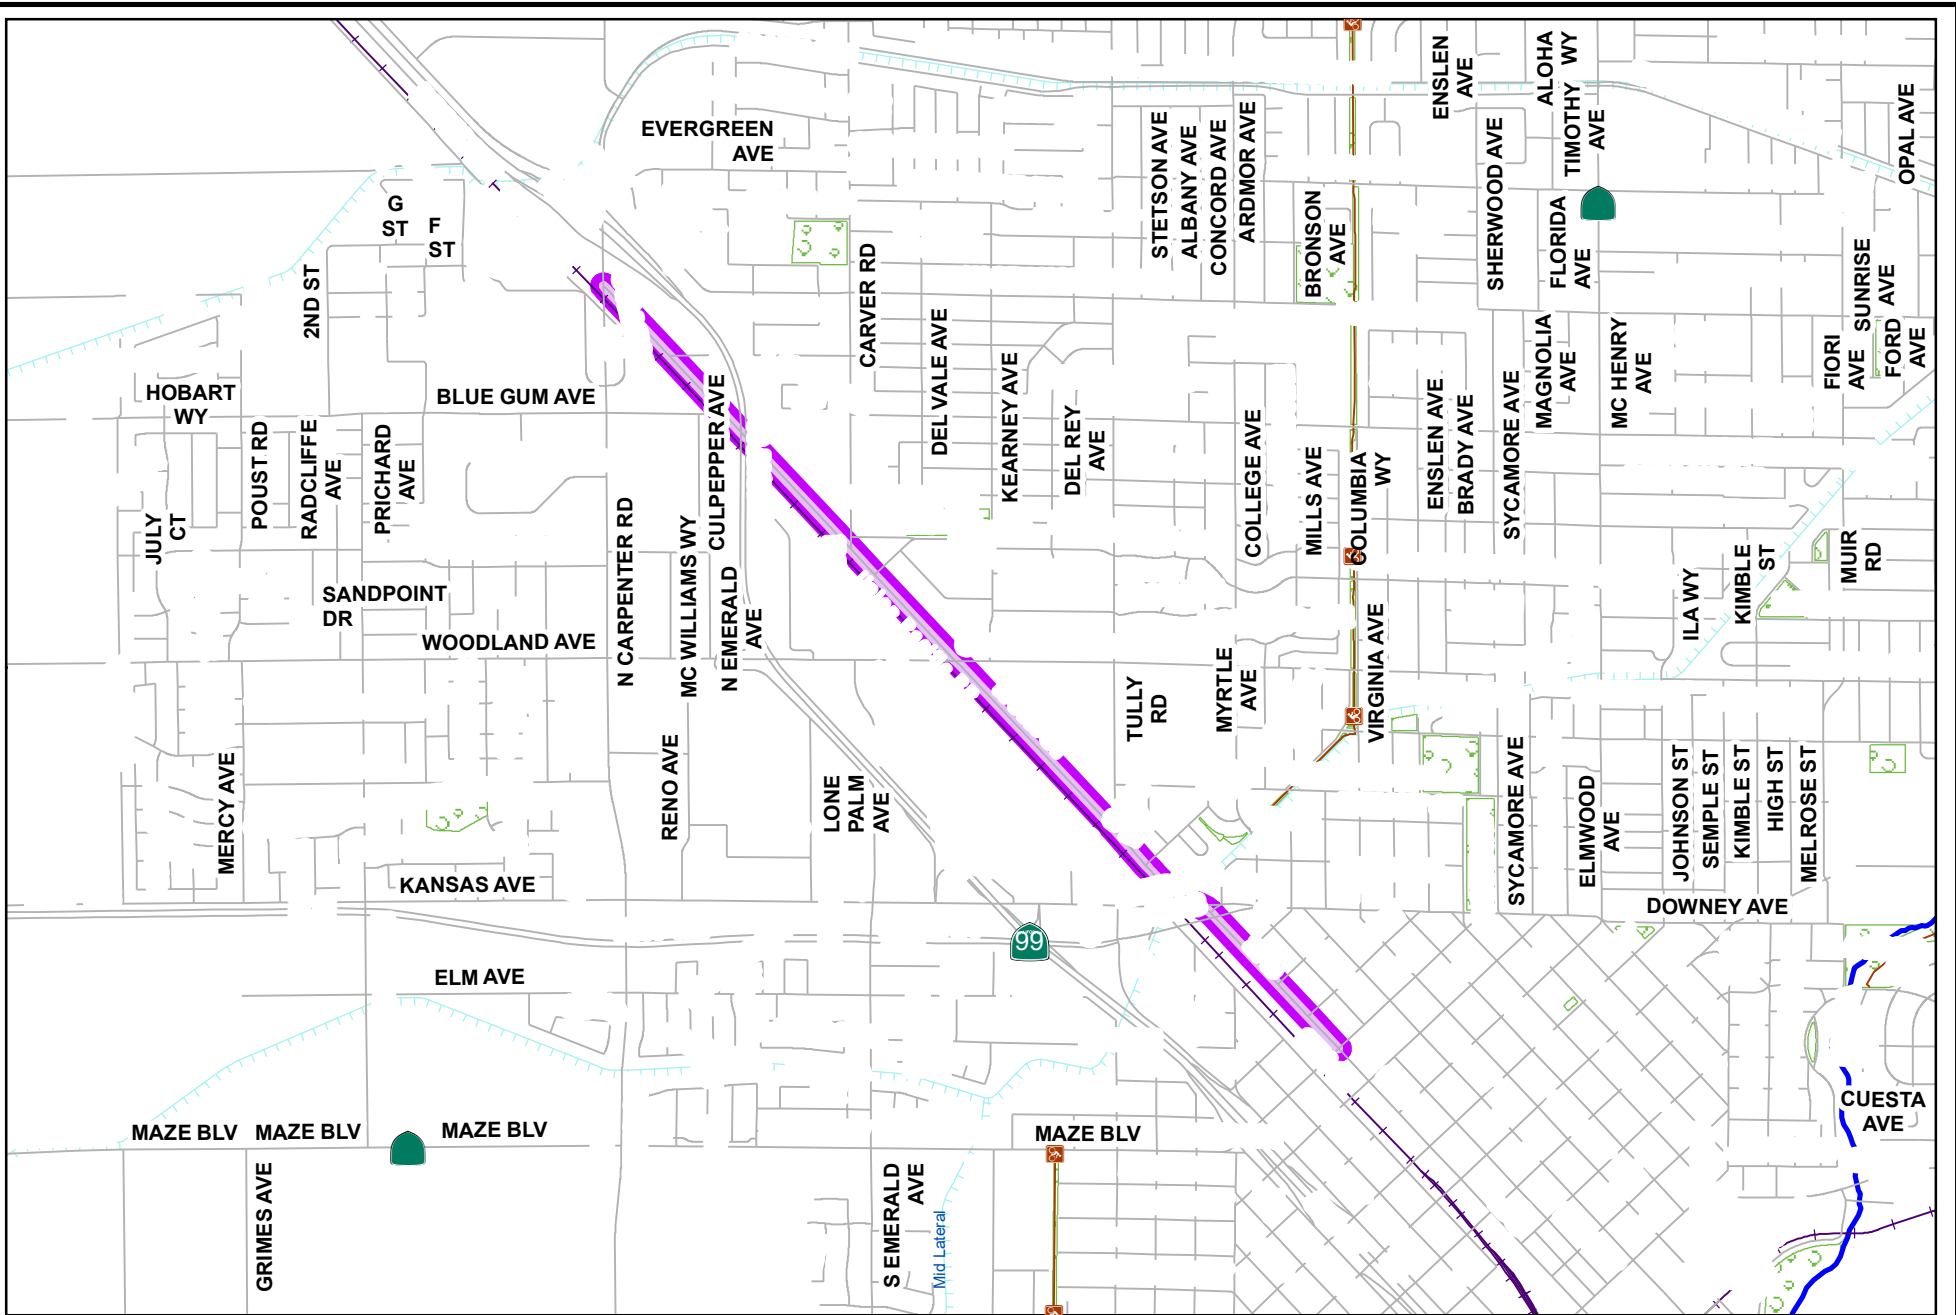 ENSLEN
AVE
ALOHA
WY
TIMOTHY
AVE
OPAL AVE
EVERGREEN
AVE
STETSON AVE
ALBANY AVE
CONCORD AVE
ARDMOR AVE
BRONSON
AVE
SHERWOOD AVE
FLORIDA
AVE
G
ST
F
ST
2ND ST
CARVER RD
SUNRISE
AVE
FORD
AVE
FIORI
AVE
DEL VALE AVE
KEARNEY AVE
DEL REY
AVE
MAGNOLIA
AVE
MC HENRY
AVE
HOBART
WY
BLUE GUM AVE
CULPEPPER AVE
COLLEGE AVE
MILLS AVE
COLUMBIA
WY
ENSLEN AVE
BRADY AVE
SYCAMORE AVE
POUST RD
RADCLIFFE
AVE
PRICHARD
AVE
JULY
CT
N CARPENTER RD
MC WILLIAMS WY
N EMERALD
AVE
SANDPOINT
DR
WOODLAND AVE
ILA WY
KIMBLE
ST
MUIR
RD
TULLY
RD
MYRTLE
AVE
VIRGINIA AVE
MERCY AVE
RENO AVE
LONE
PALM
AVE
SYCAMORE AVE
ELMWOOD
AVE
JOHNSON ST
SEMPLE ST
KIMBLE ST
HIGH ST
MELROSE ST
KANSAS AVE
DOWNEY AVE
99
ELM AVE
CUESTA
AVE
MAZE BLV
MAZE BLV
MAZE BLV
MAZE BLV
GRIMES AVE
S EMERALD
AVE
Mid Lateral